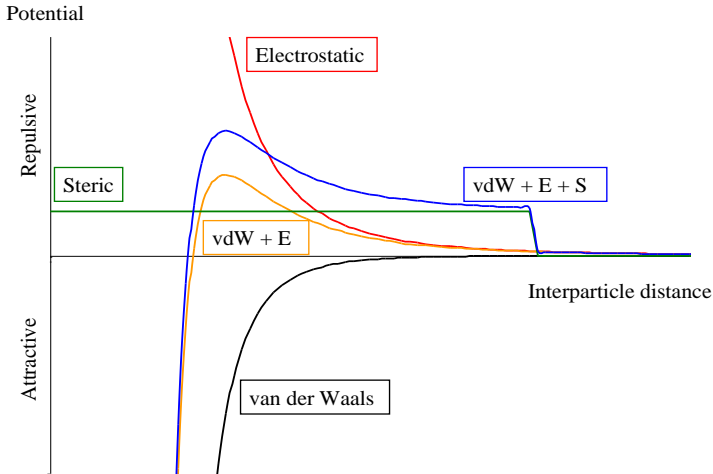 Potential
Electrostatic
Repulsive
Steric
vdW + E + S
vdW + E
Interparticle distance
Attractive
van der Waals